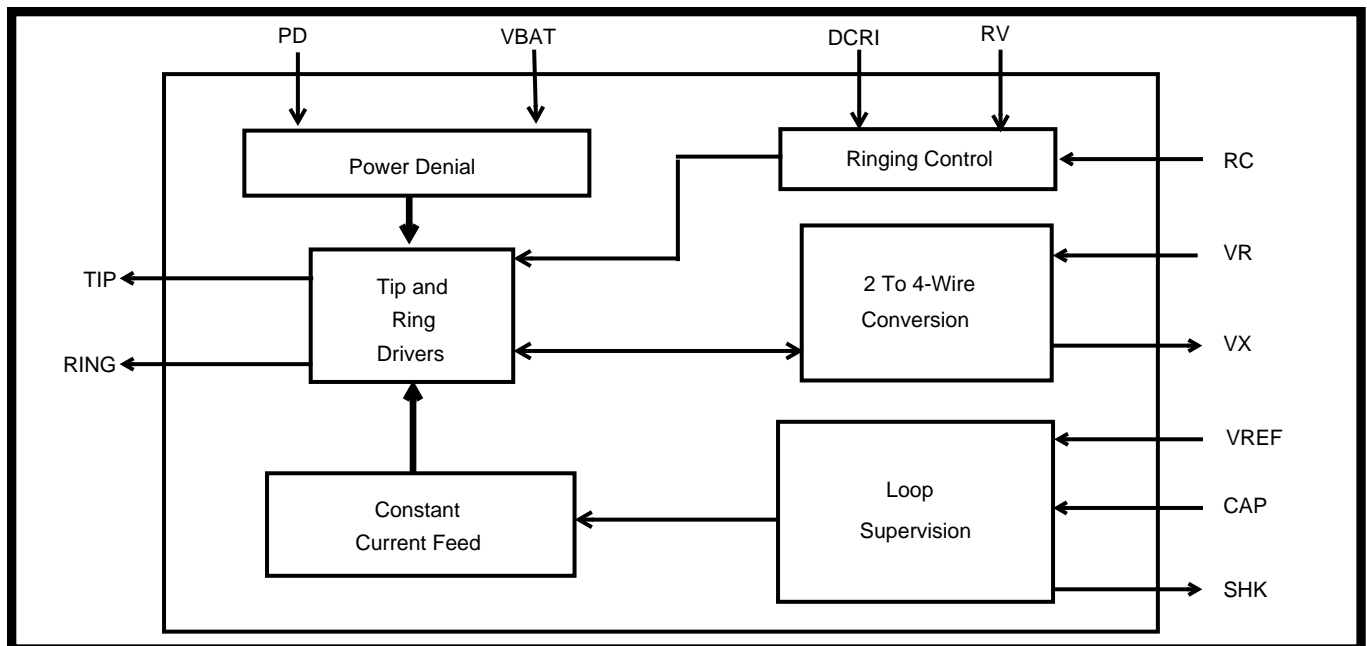 PD
VBAT
DCRI
RV
Power Denial
Ringing Control
RC
TIP
RING
Tip and
Ring
Drivers
2 To 4-Wire
Conversion
VR
VX
Constant
Current Feed
Loop
Supervision
VREF
CAP
SHK